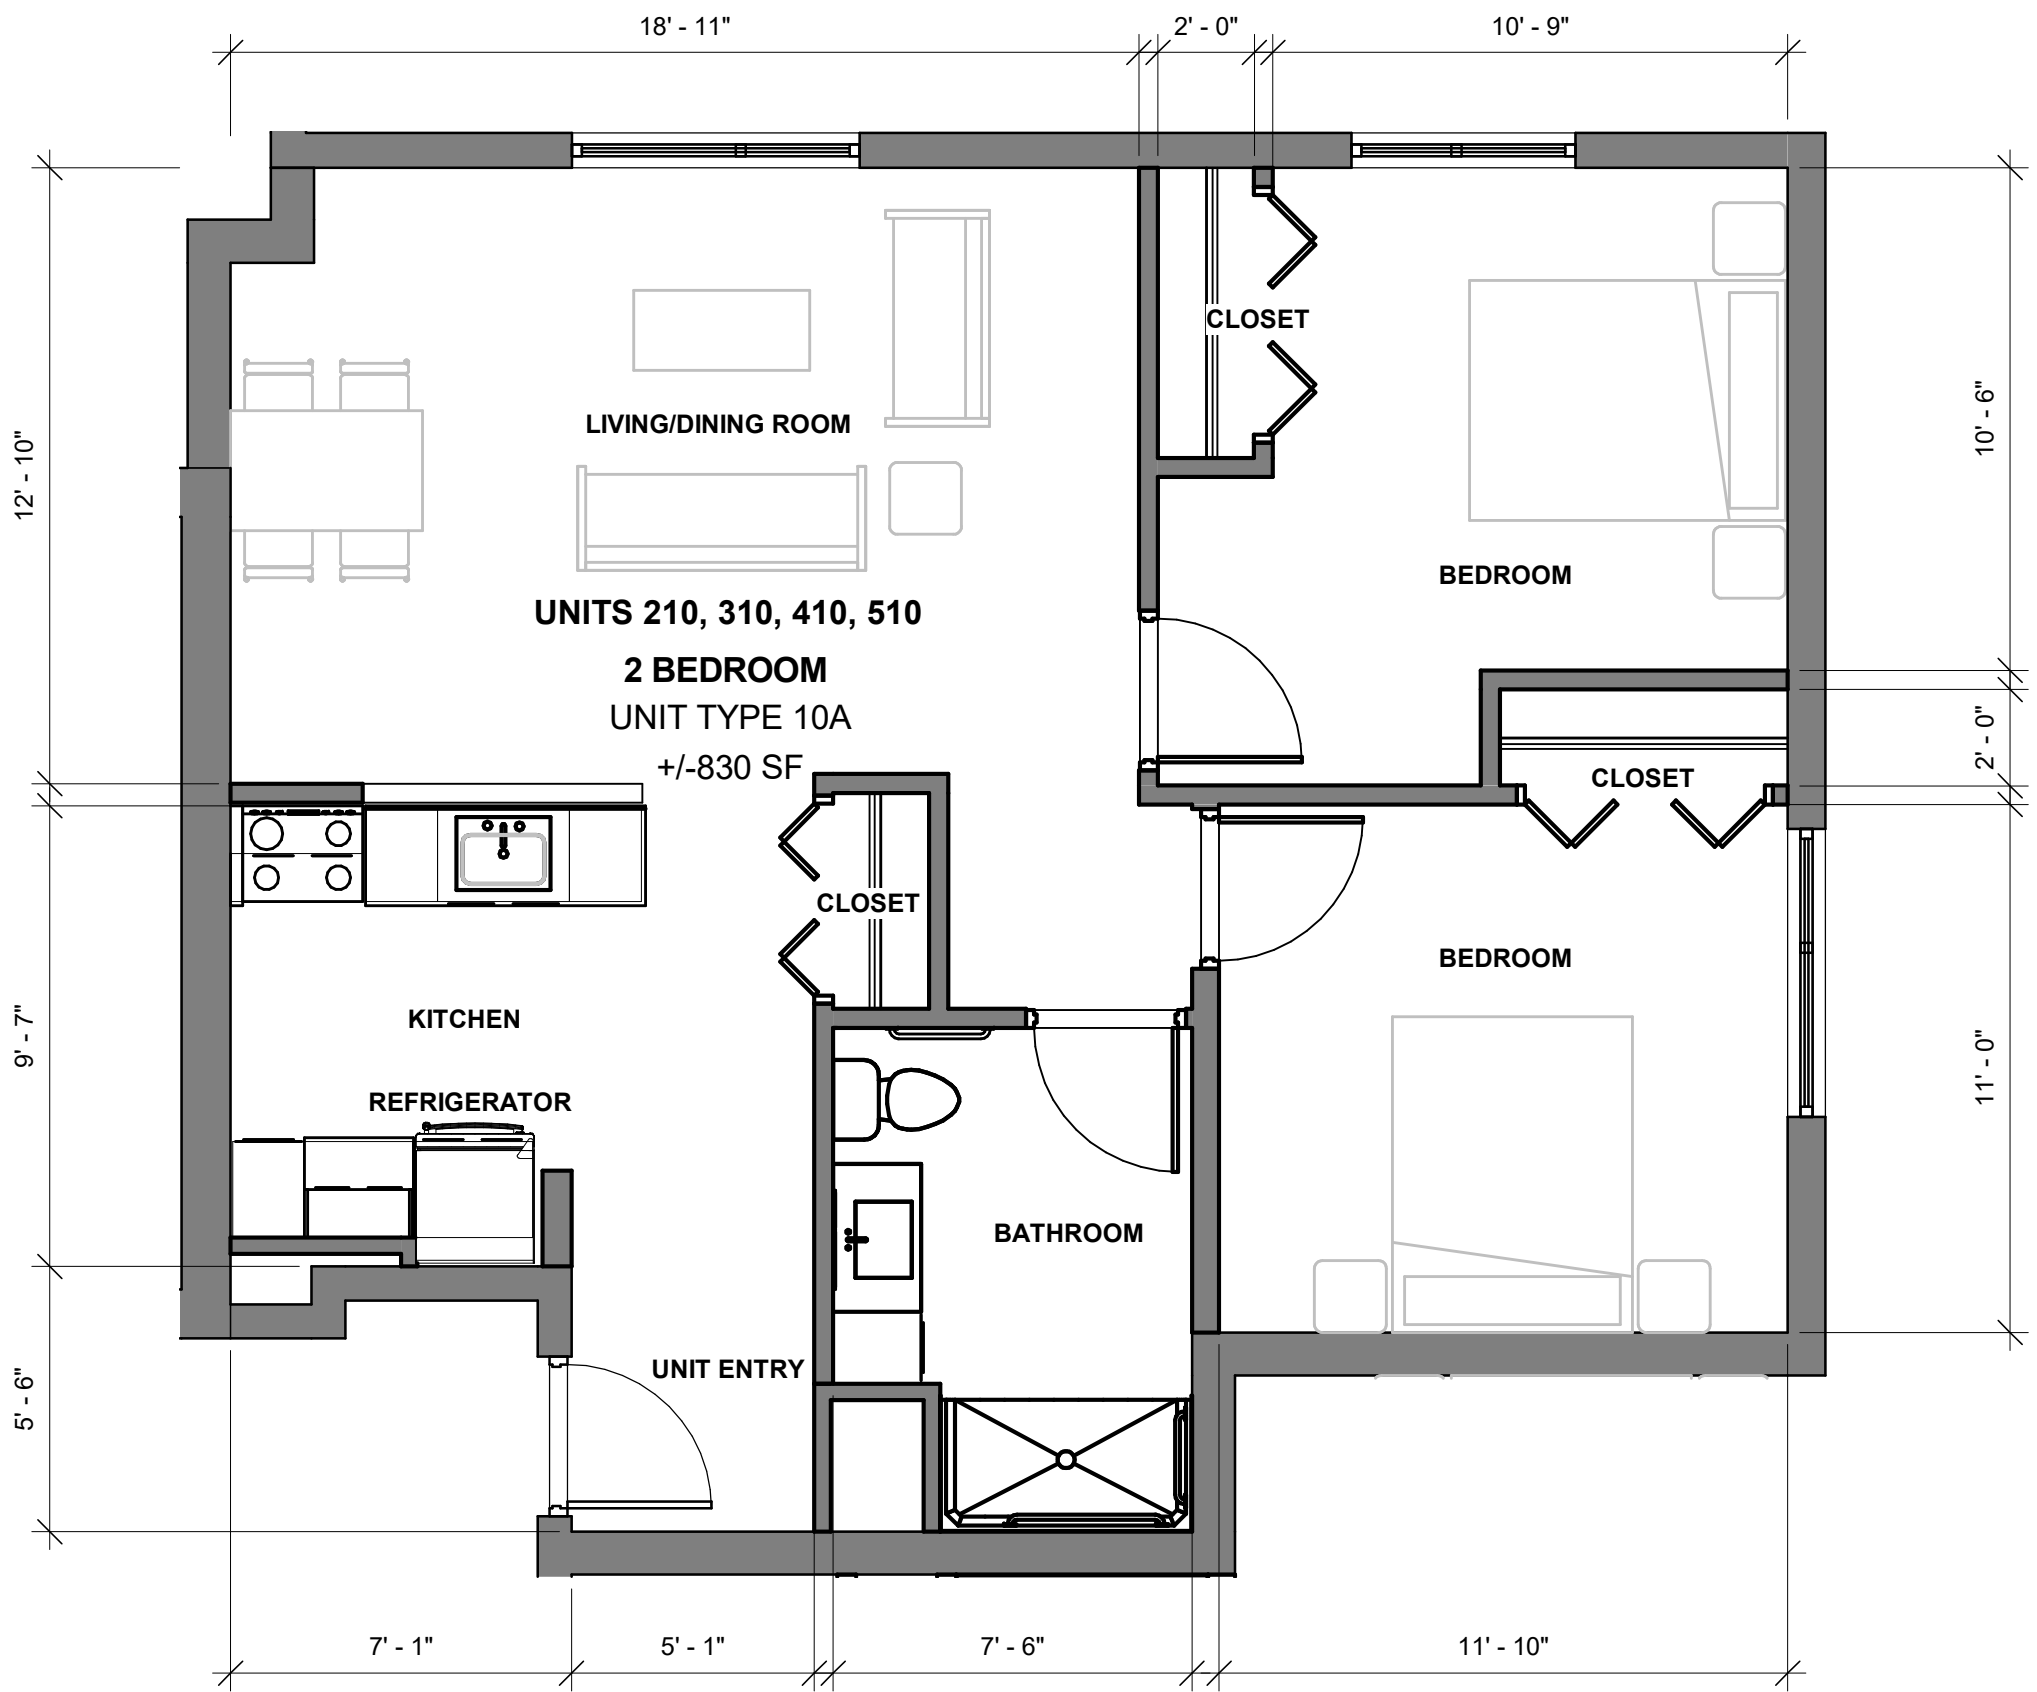 18' - 11"
2' - 0"
10' - 9"
CLOSET
10' - 6"
12' - 10"
LIVING/DINING ROOM
BEDROOM
UNITS 210, 310, 410, 510
2 BEDROOM
UNIT TYPE 10A
+/-830 SF
2' - 0"
CLOSET
CLOSET
BEDROOM
KITCHEN
9' - 7"
11' - 0"
REFRIGERATOR
BATHROOM
UNIT ENTRY
5' - 6"
7' - 1"
5' - 1"
7' - 6"
11' - 10"